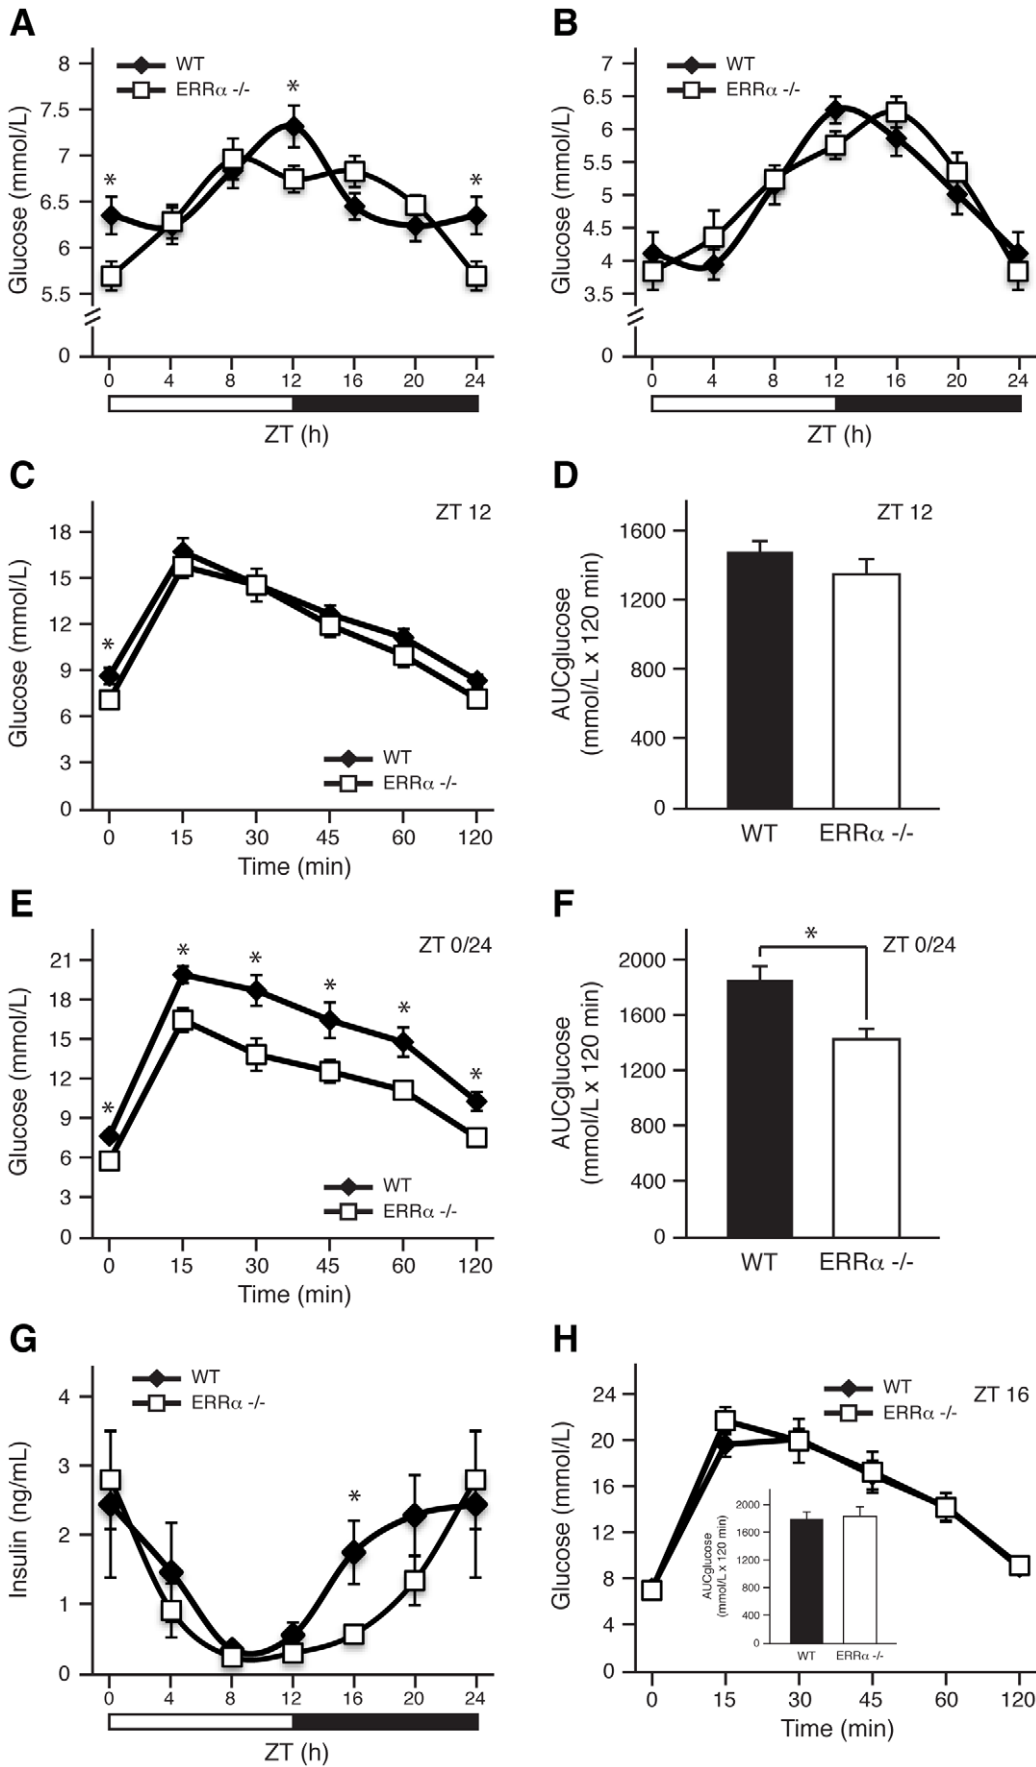 A
WT
ERRα -/-
Glucose (mmol/L)
8
7.5
7
6.5
6
5.5
0
*
*
*
0 4 8 12 16 20 24
ZT (h)
B
WT
ERRα -/-
Glucose (mmol/L)
7
6.5
6
5.5
5
4.5
4
3.5
0
0 4 8 12 16 20 24
ZT (h)
C
ZT 12
Glucose (mmol/L)
18
15
12
9
6
3
0
*
WT
ERRα -/-
0 15 30 45 60 120
Time (min)
D
ZT 12
AUCglucose
(mmol/L x 120 min)
1600
1200
800
400
0
WT ERRα -/-
E
ZT 0/24
Glucose (mmol/L)
21
18
15
12
9
6
3
0
*
*
*
*
*
*
WT
ERRα -/-
0 15 30 45 60 120
Time (min)
F
ZT 0/24
*
AUCglucose
(mmol/L x 120 min)
2000
1600
1200
800
400
0
WT ERRα -/-
G
WT
ERRα -/-
Insulin (ng/mL)
4
3
2
1
0
*
0 4 8 12 16 20 24
ZT (h)
H
WT
ERRα -/-
ZT 16
Glucose (mmol/L)
24
20
16
12
8
4
0
AUCglucose
(mmol/L x 120 min)
2000
1600
1200
800
400
0
WT ERRα -/-
0 15 30 45 60 120
Time (min)